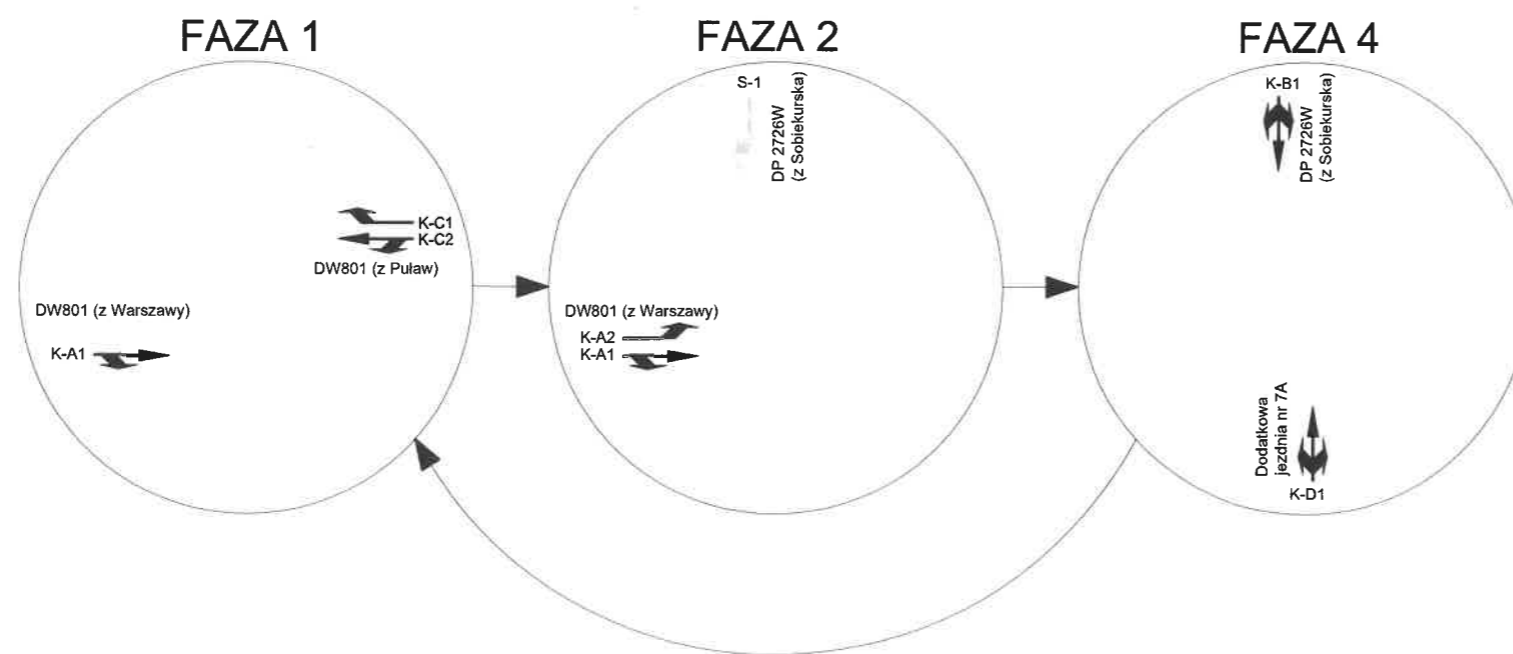 FAZA 1
K-C1
K-C2
DW801 (z Puław)
DW801 (z Warszawy)
K-A1
FAZA 2
S-1
DP 2726W
(z Sobiekurska)
DW801 (z Warszawy)
K-A2
K-A1
FAZA 4
K-B1
DP 2726W
(z Sobiekurska)
Dodatkowa
jezdnia nr 7A
K-D1